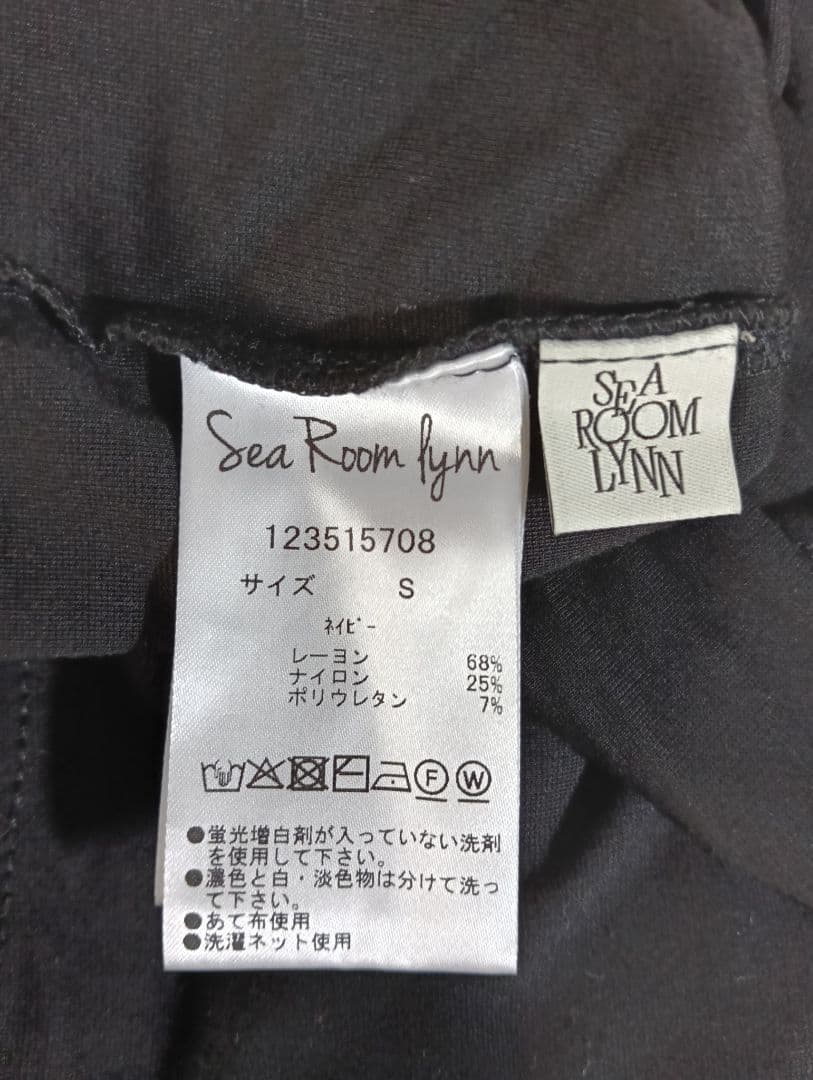 Sea Room lynn
SEA
ROOM
LYNN
123515708
サイズ S
ﾈｲﾋﾞｰ
レーヨン 68%
ナイロン 25%
ポリウレタン 7%
F W
●蛍光増白剤が入っていない洗剤
を使用して下さい。
●濃色と白・淡色物は分けて洗っ
て下さい。
●あて布使用
●洗濯ネット使用